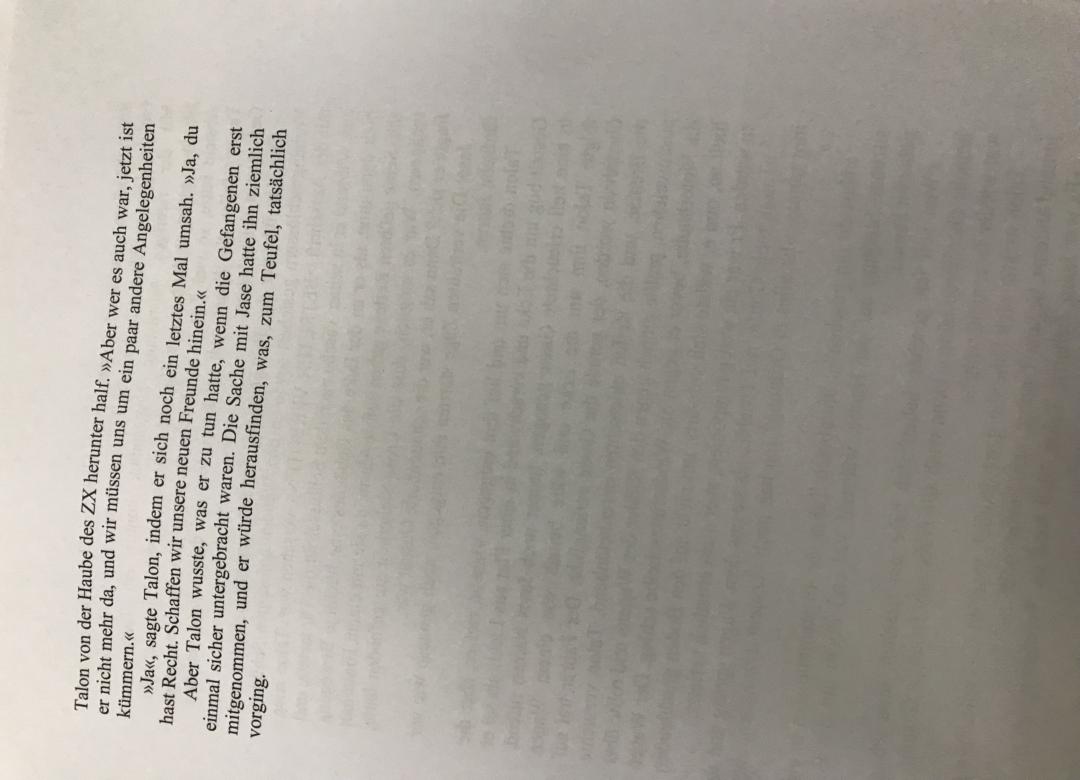 Talon von der Haube des ZX herunter half. »Aber wer es auch war, jetzt ist
er nicht mehr da, und wir müssen uns um ein paar andere Angelegenheiten
kümmern.«
»Ja«, sagte Talon, indem er sich noch ein letztes Mal umsah. »Ja, du
hast Recht. Schaffen wir unsere neuen Freunde hinein.«
Aber Talon wusste, was er zu tun hatte, wenn die Gefangenen erst
einmal sicher untergebracht waren. Die Sache mit Jase hatte ihn ziemlich
mitgenommen, und er würde herausfinden, was, zum Teufel, tatsächlich
vorging.